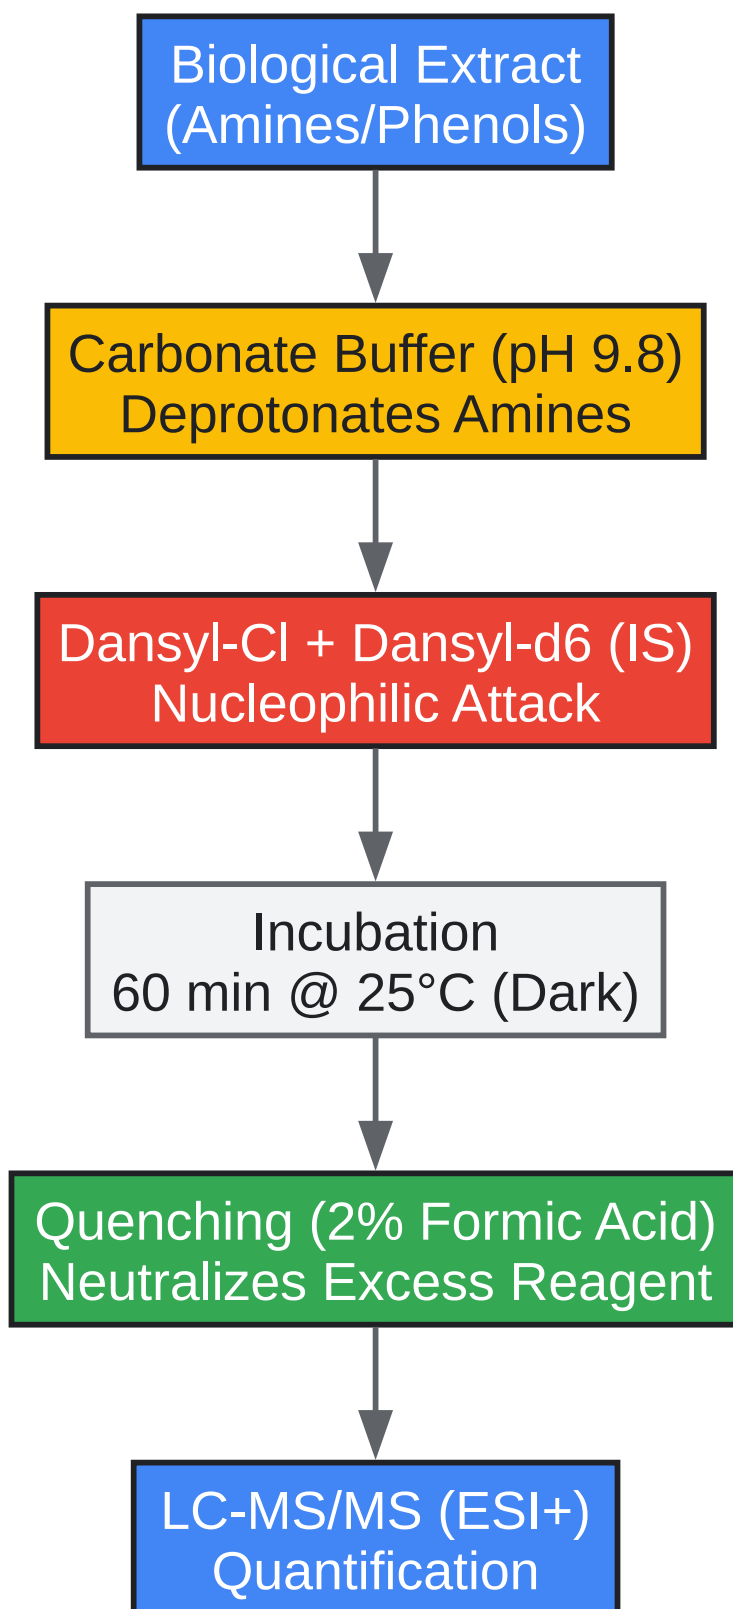 Biological Extract
(Amines/Phenols)
Carbonate Buffer (pH 9.8)
Deprotonates Amines
Dansyl-Cl + Dansyl-d6 (IS)
Nucleophilic Attack
Incubation
60 min @ 25°C (Dark)
Quenching (2% Formic Acid)
Neutralizes Excess Reagent
LC-MS/MS (ESI+)
Quantification